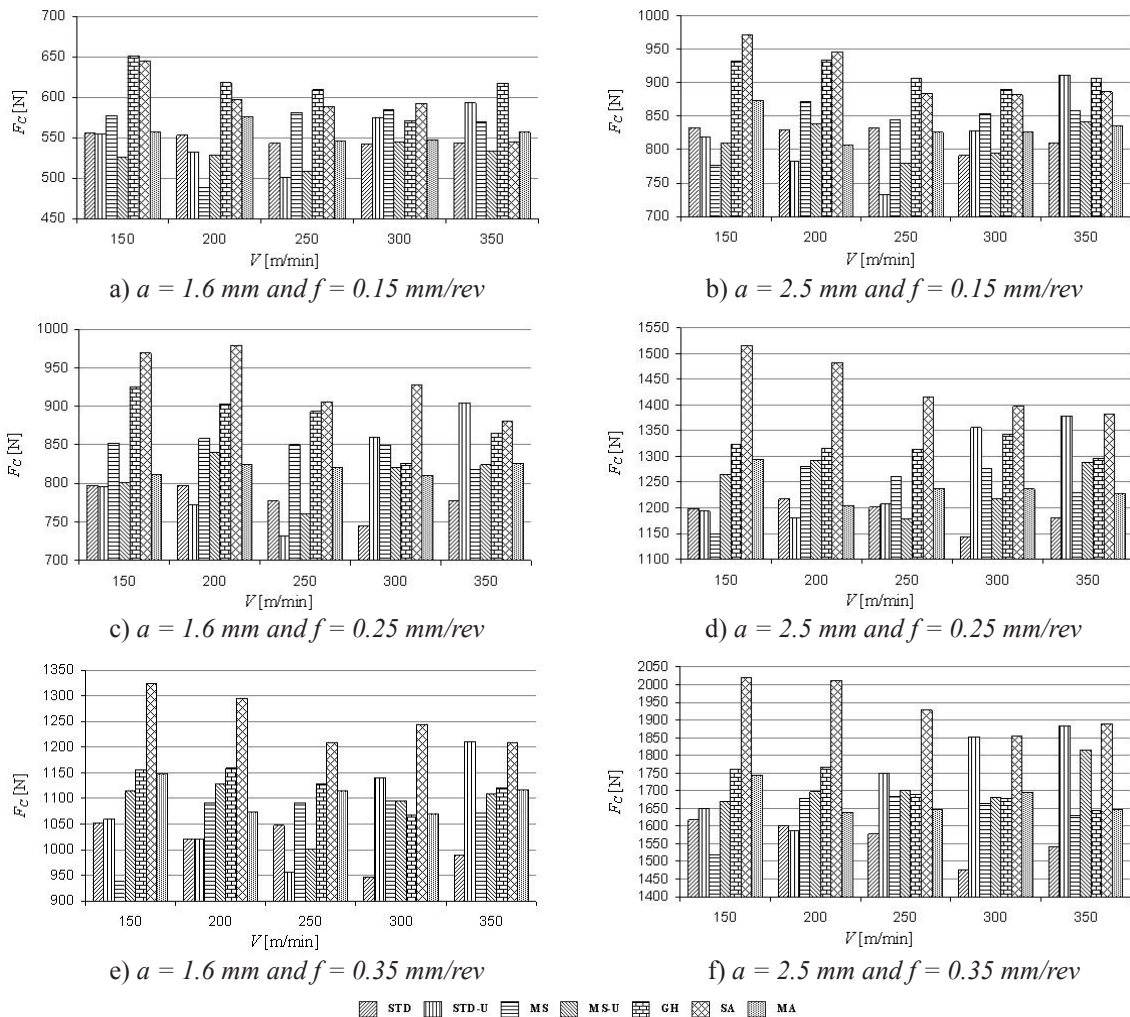 700
650
600
550
500
450
F_C [N]
150 200 250 300 350
V [m/min]
a) a = 1.6 mm and f = 0.15 mm/rev
1000
950
900
850
800
750
700
F_C [N]
150 200 250 300 350
V [m/min]
b) a = 2.5 mm and f = 0.15 mm/rev
1000
950
900
850
800
750
700
F_C [N]
150 200 250 300 350
V [m/min]
c) a = 1.6 mm and f = 0.25 mm/rev
1550
1500
1450
1400
1350
1300
1250
1200
1150
1100
F_C [N]
150 200 250 300 350
V [m/min]
d) a = 2.5 mm and f = 0.25 mm/rev
1350
1300
1250
1200
1150
1100
1050
1000
950
900
F_C [N]
150 200 250 300 350
V [m/min]
e) a = 1.6 mm and f = 0.35 mm/rev
2050
2000
1950
1900
1850
1800
1750
1700
1650
1600
1550
1500
1450
1400
F_C [N]
150 200 250 300 350
V [m/min]
f) a = 2.5 mm and f = 0.35 mm/rev
STD STD-U MS MS-U GH SA MA